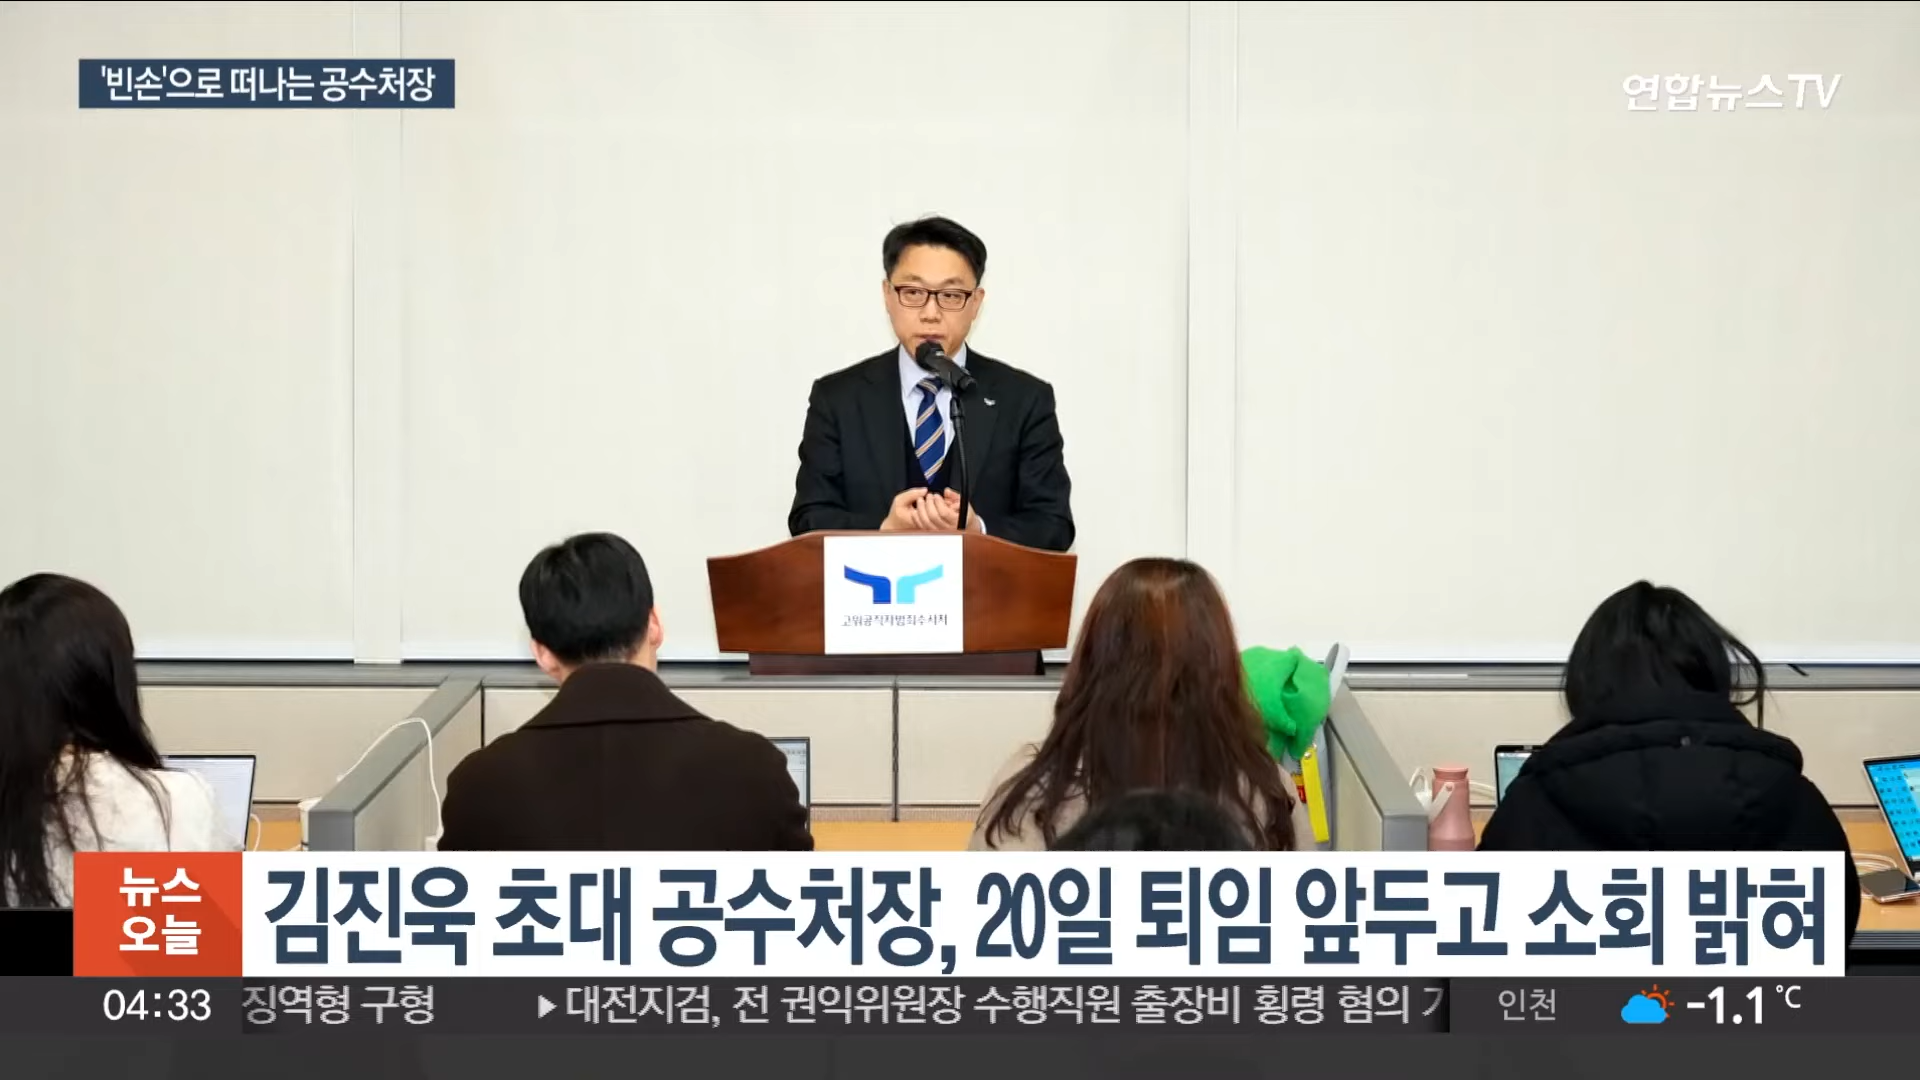 '빈손'으로 떠나는 공수처장
연합뉴스TV
고위공직자범죄수사처
뉴스
오늘
김진욱 초대 공수처장, 20일 퇴임 앞두고 소회 밝혀
04:33
징역형 구형 ▶대전지검, 전 권익위원장 수행직원 출장비 횡령 혐의
인천
-1.1℃